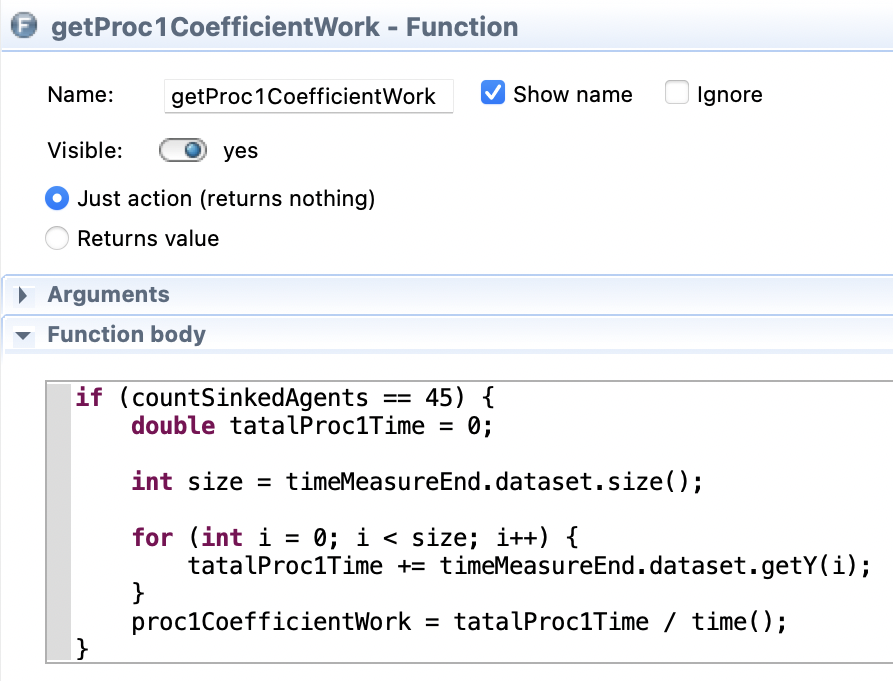 F getProc1CoefficientWork - Function
Name: getProc1CoefficientWork Show name Ignore
Visible: yes
Just action (returns nothing)
Returns value
Arguments
Function body
if (countSinkedAgents == 45) {
    double tatalProc1Time = 0;
    int size = timeMeasureEnd.dataset.size();
    for (int i = 0; i < size; i++) {
        tatalProc1Time += timeMeasureEnd.dataset.getY(i);
    }
    proc1CoefficientWork = tatalProc1Time / time();
}